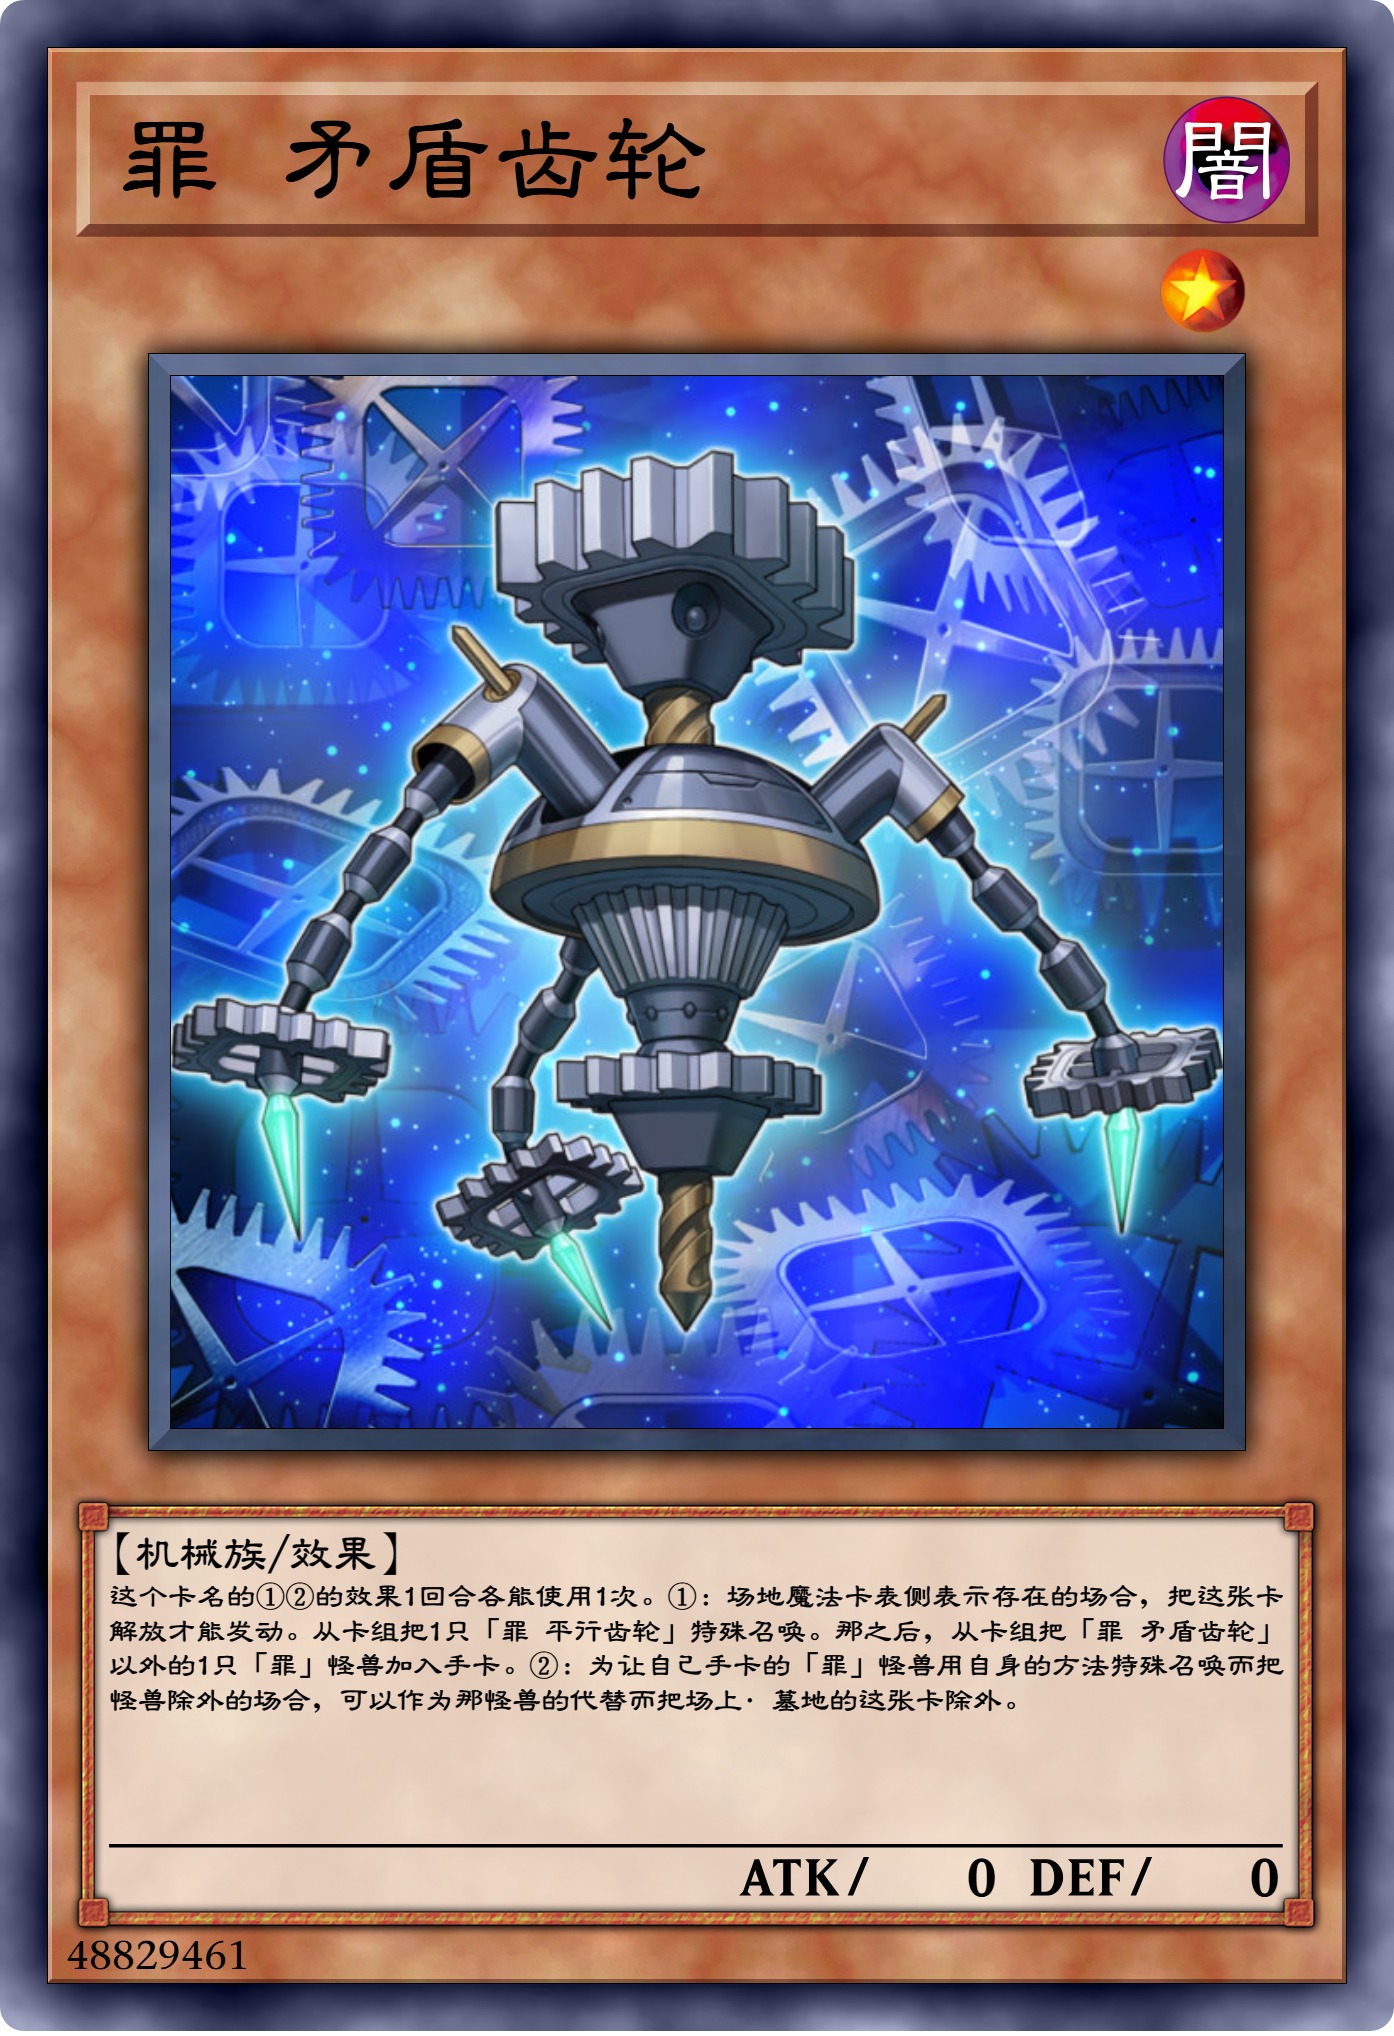 罪 矛盾齿轮
闇
【机械族/效果】
这个卡名的①②的效果1回合各能使用1次。①：场地魔法卡表侧表示存在的场合，把这张卡
解放才能发动。从卡组把1只「罪 平行齿轮」特殊召唤。那之后，从卡组把「罪 矛盾齿轮」
以外的1只「罪」怪兽加入手卡。②：为让自己手卡的「罪」怪兽用自身的方法特殊召唤而把
怪兽除外的场合，可以作为那怪兽的代替而把场上·墓地的这张卡除外。
ATK/ 0 DEF/ 0
48829461